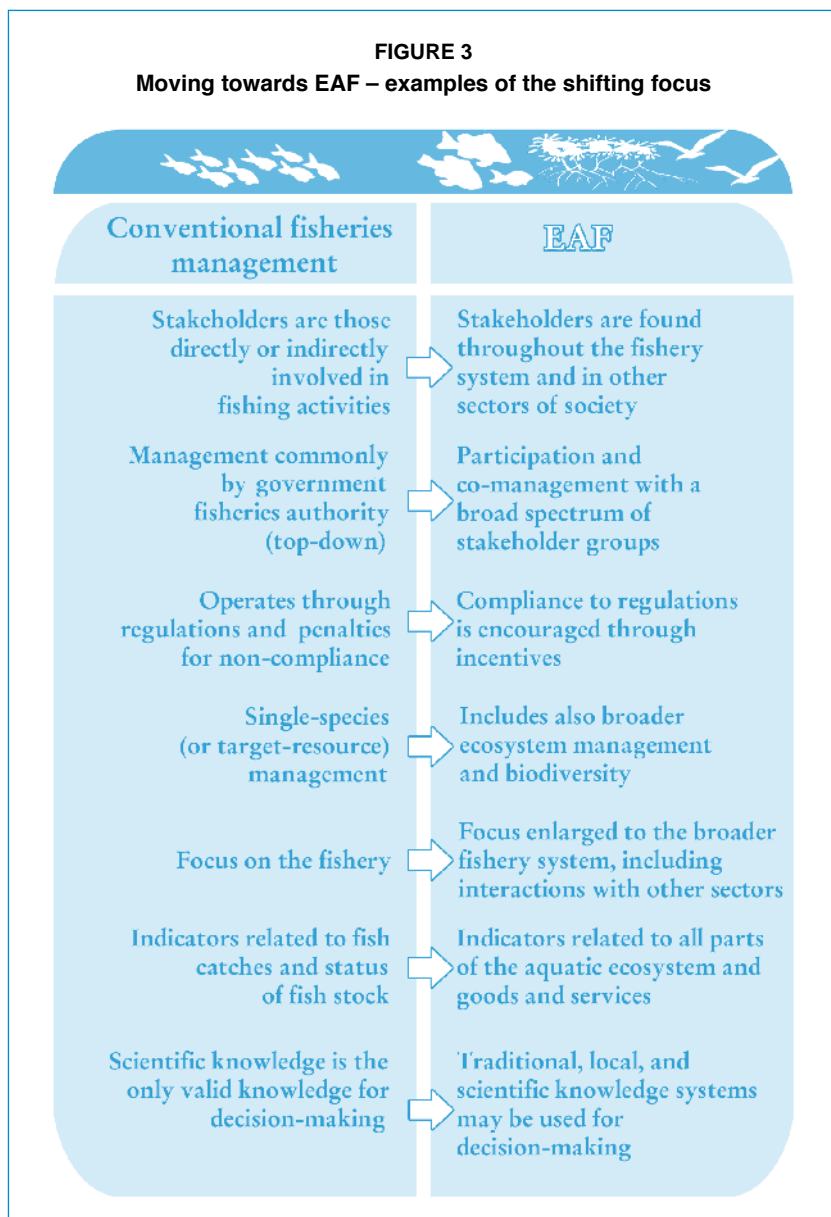 FIGURE 3
Moving towards EAF – examples of the shifting focus
Conventional fisheries
management
EAF
Stakeholders are those
directly or indirectly
involved in
fishing activities
Stakeholders are found
throughout the fishery
system and in other
sectors of society
Management commonly
by government
fisheries authority
(top-down)
Participation and
co-management with a
broad spectrum of
stakeholder groups
Operates through
regulations and penalties
for non-compliance
Compliance to regulations
is encouraged through
incentives
Single-species
(or target-resource)
management
Includes also broader
ecosystem management
and biodiversity
Focus on the fishery
Focus enlarged to the broader
fishery system, including
interactions with other sectors
Indicators related to fish
catches and status
of fish stock
Indicators related to all parts
of the aquatic ecosystem and
goods and services
Scientific knowledge is the
only valid knowledge for
decision-making
Traditional, local, and
scientific knowledge systems
may be used for
decision-making